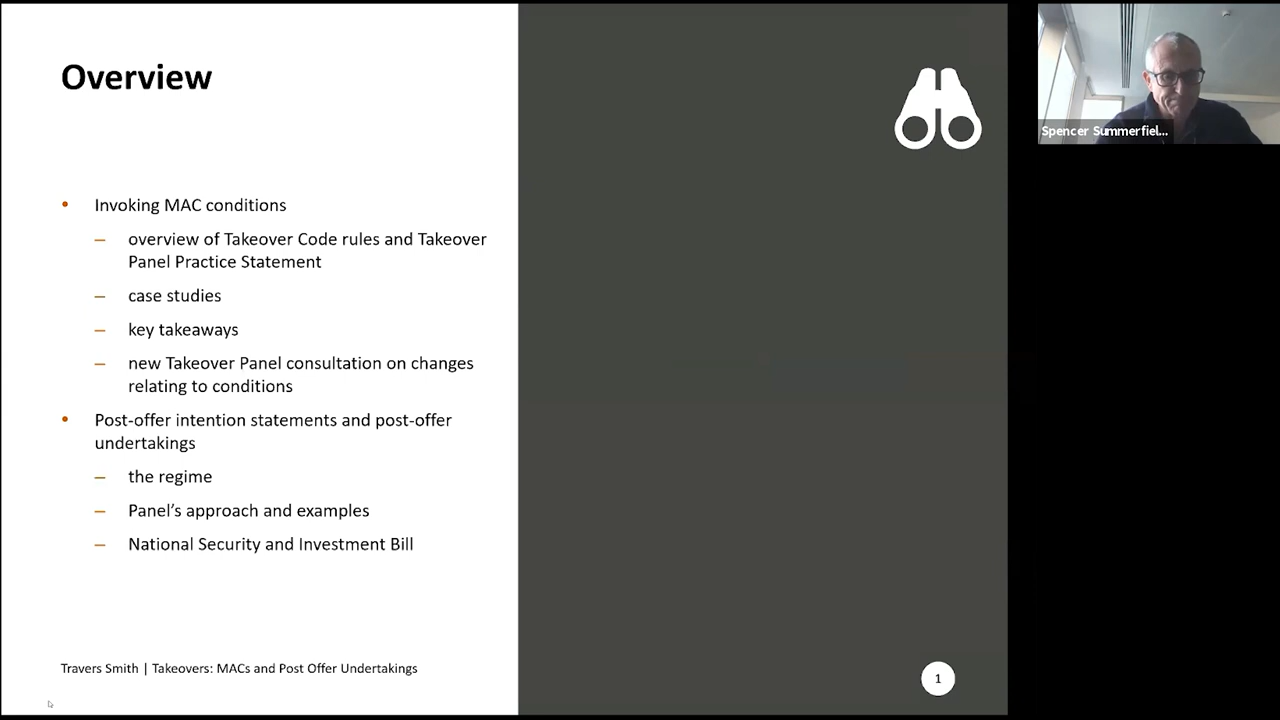 Overview
• Invoking MAC conditions
– overview of Takeover Code rules and Takeover
Panel Practice Statement
– case studies
– key takeaways
– new Takeover Panel consultation on changes
relating to conditions
• Post-offer intention statements and post-offer
undertakings
– the regime
– Panel's approach and examples
– National Security and Investment Bill
Travers Smith | Takeovers: MACs and Post Offer Undertakings
1
Spencer Summerfiel...